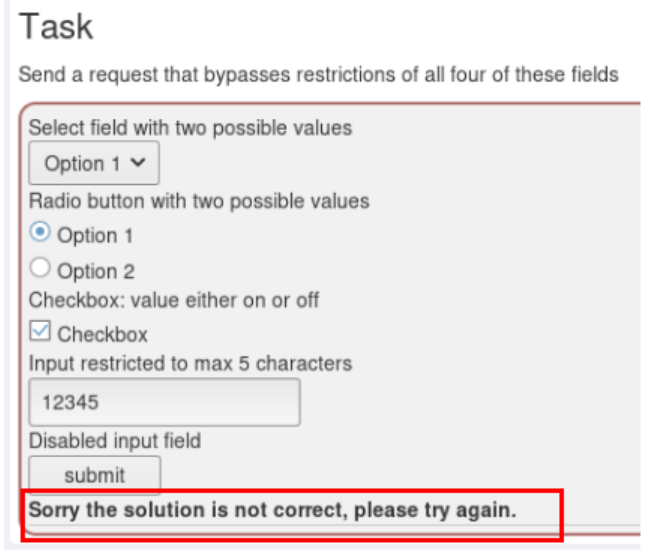 Task
Send a request that bypasses restrictions of all four of these fields
Select field with two possible values
Option 1
Radio button with two possible values
Option 1
Option 2
Checkbox: value either on or off
Checkbox
Input restricted to max 5 characters
12345
Disabled input field
submit
Sorry the solution is not correct, please try again.